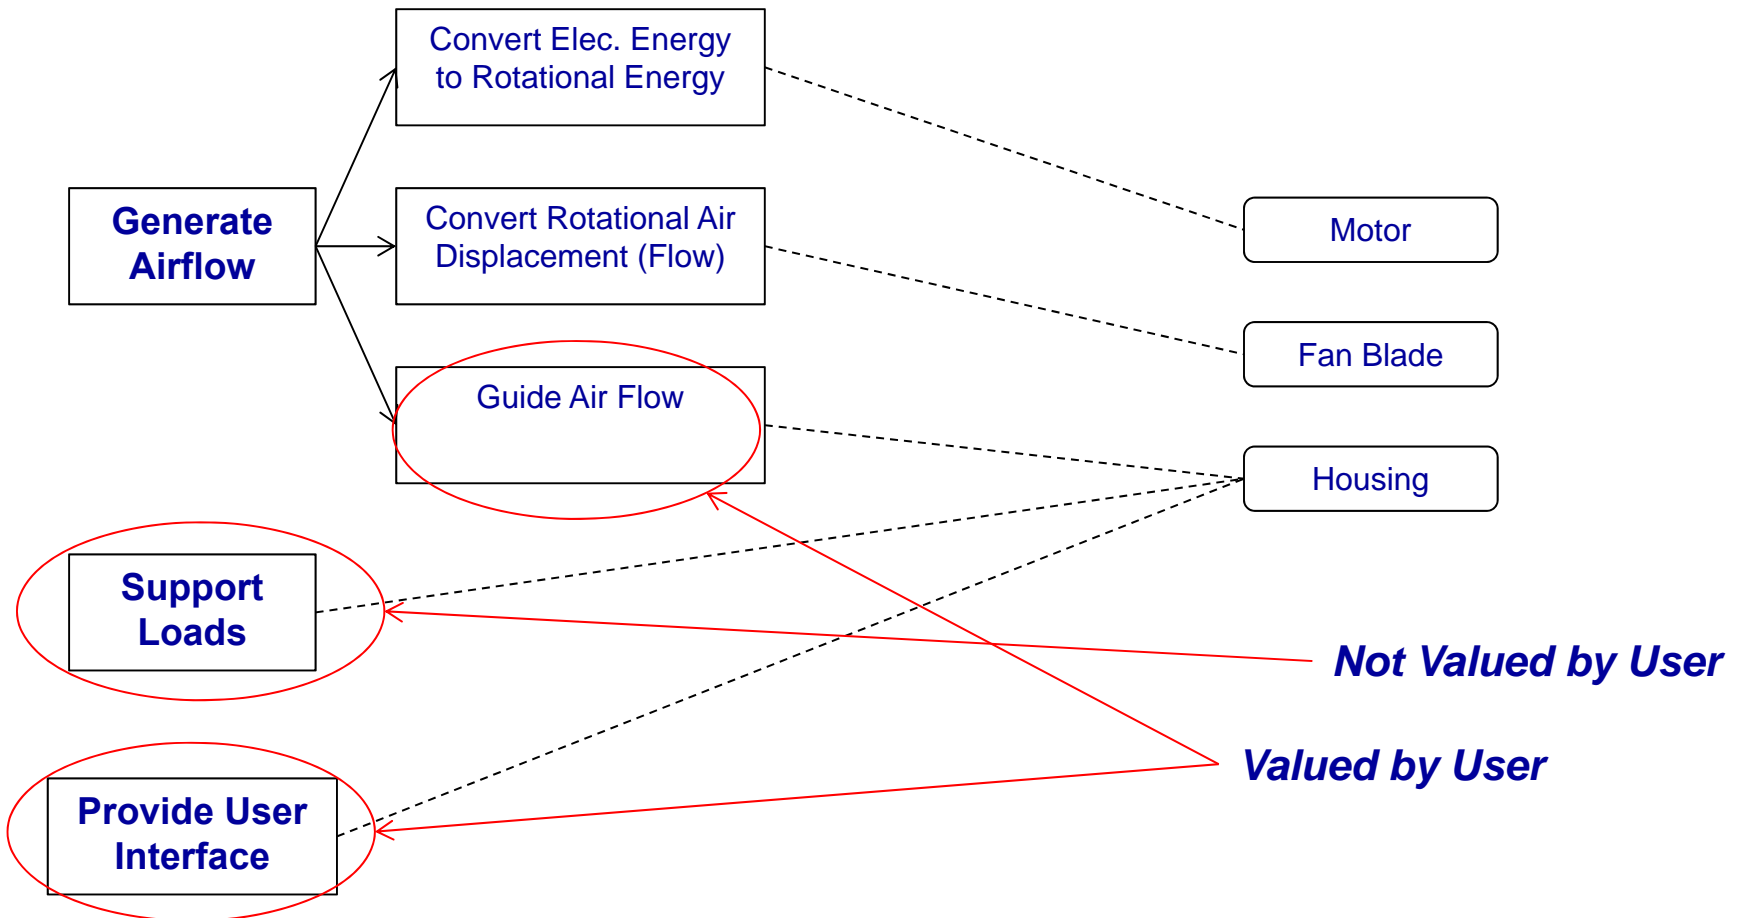 Convert Elec. Energy
to Rotational Energy
Generate
Airflow
Convert Rotational Air
Displacement (Flow)
Motor
Fan Blade
Guide Air Flow
Housing
Support
Loads
Not Valued by User
Valued by User
Provide User
Interface